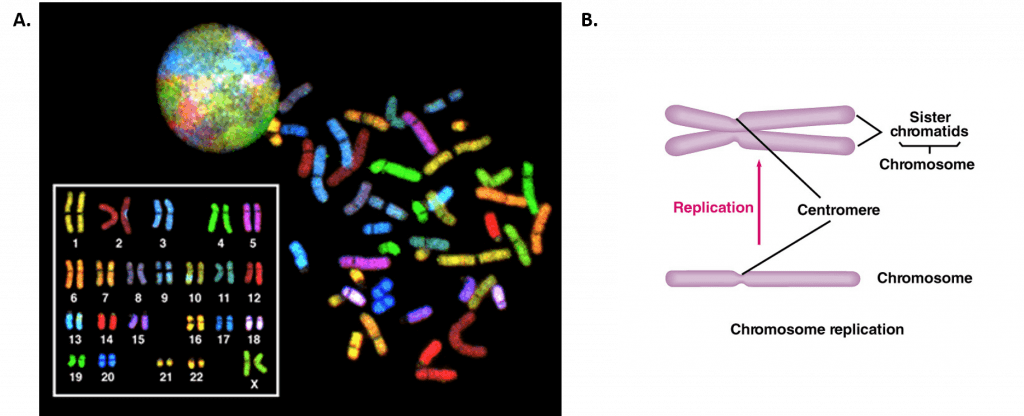 A.
1 2 3 4 5
6 7 8 9 10 11 12
13 14 15 16 17 18
19 20 21 22 X
B.
Sister
chromatids
Chromosome
Replication
Centromere
Chromosome
Chromosome replication